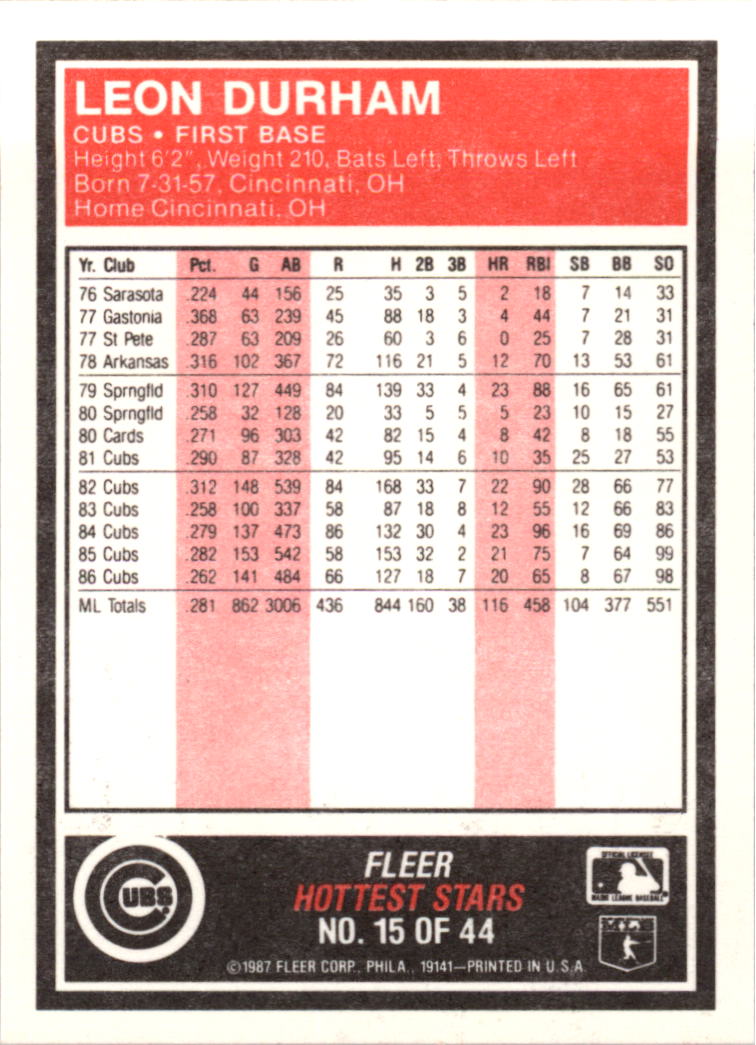 LEON DURHAM
CUBS • FIRST BASE
Height 6'2", Weight 210, Bats Left, Throws Left
Born 7-31-57, Cincinnati, OH
Home Cincinnati, OH
Yr. Club Pct. G AB R H 2B 3B HR RBI SB BB SO
76 Sarasota .224 44 156 25 35 3 5 2 18 7 14 33
77 Gastonia .368 63 239 45 88 18 3 4 44 7 21 31
77 St Pete .287 63 209 26 60 3 6 0 25 7 28 31
78 Arkansas .316 102 367 72 116 21 5 12 70 13 53 61
79 Sprngfld .310 127 449 84 139 33 4 23 88 16 65 61
80 Sprngfld .258 32 128 20 33 5 5 5 23 10 15 27
80 Cards .271 96 303 42 82 15 4 8 42 8 18 55
81 Cubs .290 87 328 42 95 14 6 10 35 25 27 53
82 Cubs .312 148 539 84 168 33 7 22 90 28 66 77
83 Cubs .258 100 337 58 87 18 8 12 55 12 66 83
84 Cubs .279 137 473 86 132 30 4 23 96 16 69 86
85 Cubs .282 153 542 58 153 32 2 21 75 7 64 99
86 Cubs .262 141 484 66 127 18 7 20 65 8 67 98
ML Totals .281 862 3006 436 844 160 38 116 458 104 377 551
CUBS
FLEER
HOTTEST STARS
NO. 15 OF 44
©1987 FLEER CORP., PHILA., 19141—PRINTED IN U.S.A.
OFFICIAL LICENSEE
MAJOR LEAGUE BASEBALL